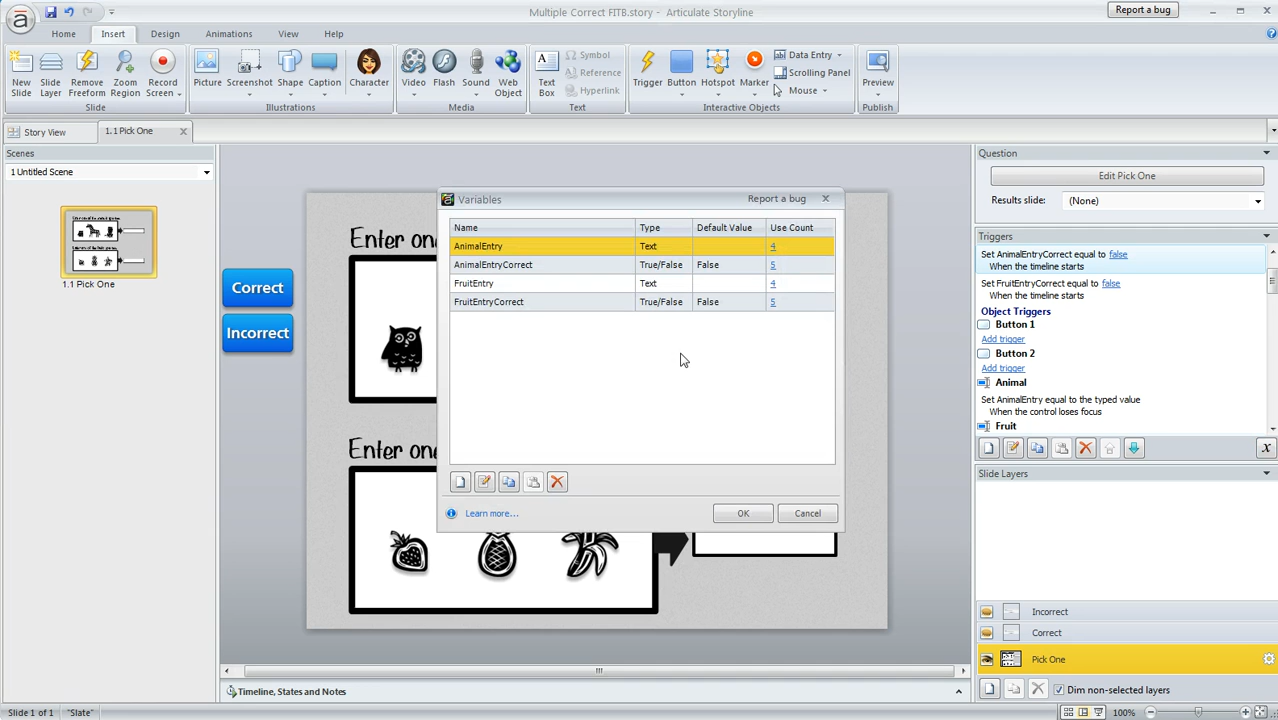 Multiple Correct FITB.story - Articulate Storyline
Report a bug
Home Insert Design Animations View Help
New Slide
Slide Layer
Remove Freeform
Zoom Region
Record Screen
Slide
Picture
Screenshot
Shape
Caption
Character
Illustrations
Video
Flash
Sound
Web Object
Media
Text Box
Symbol
Reference
Hyperlink
Text
Trigger
Button
Hotspot
Marker
Data Entry
Scrolling Panel
Mouse
Interactive Objects
Preview
Publish
Story View
1.1 Pick One
Scenes
1 Untitled Scene
1.1 Pick One
Correct
Incorrect
Enter one
Enter one
Variables
Report a bug
Name Type Default Value Use Count
AnimalEntry Text 4
AnimalEntryCorrect True/False False 5
FruitEntry Text 4
FruitEntryCorrect True/False False 5
Learn more...
OK
Cancel
Question
Edit Pick One
Results slide: (None)
Triggers
Set AnimalEntryCorrect equal to false
When the timeline starts
Set FruitEntryCorrect equal to false
When the timeline starts
Object Triggers
Button 1
Add trigger
Button 2
Add trigger
Animal
Set AnimalEntry equal to the typed value
When the control loses focus
Fruit
Slide Layers
Incorrect
Correct
Pick One
Dim non-selected layers
Timeline, States and Notes
Slide 1 of 1 "Slate" 100%